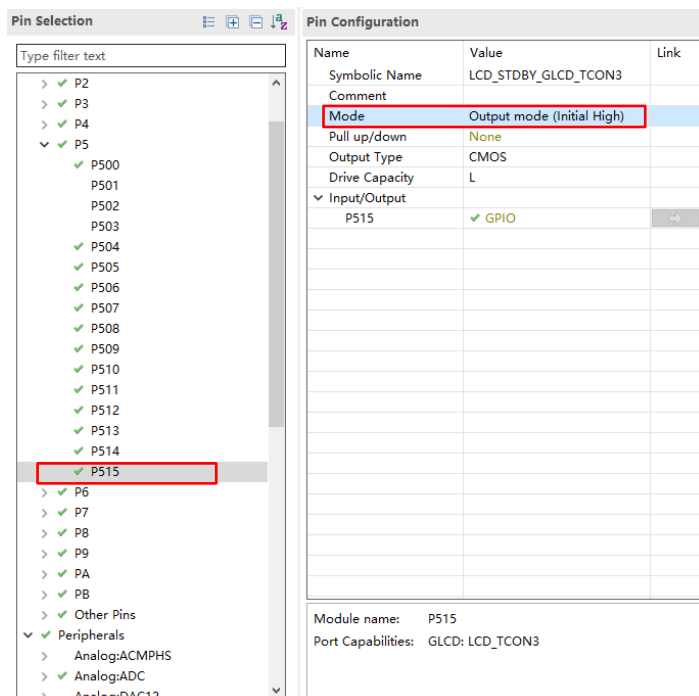 Pin Selection
Type filter text
P2
P3
P4
P5
P500
P501
P502
P503
P504
P505
P506
P507
P508
P509
P510
P511
P512
P513
P514
P515
P6
P7
P8
P9
PA
PB
Other Pins
Peripherals
Analog:ACMPHS
Analog:ADC
Analog:DAC12
Pin Configuration
Name Value Link
Symbolic Name LCD_STDBY_GLCD_TCON3
Comment
Mode Output mode (Initial High)
Pull up/down None
Output Type CMOS
Drive Capacity L
Input/Output
P515 GPIO
Module name: P515
Port Capabilities: GLCD: LCD_TCON3